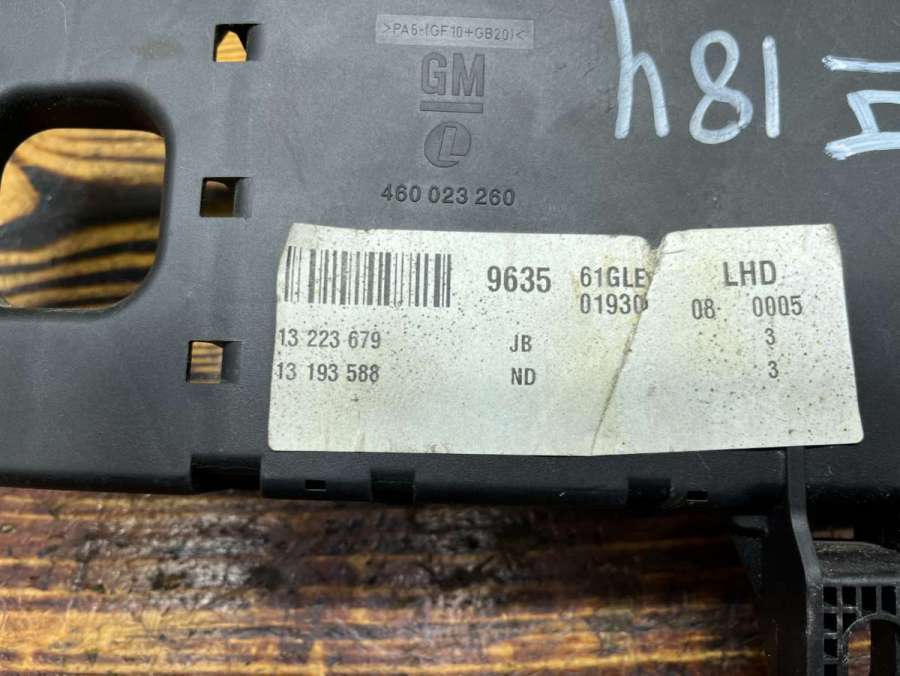 >PA6-(GF10+GB20)<
GM
L
460 023 260
184
9635 61GLE LHD
01930 08- 0005
13 223 679 JB 3
13 193 588 ND 3